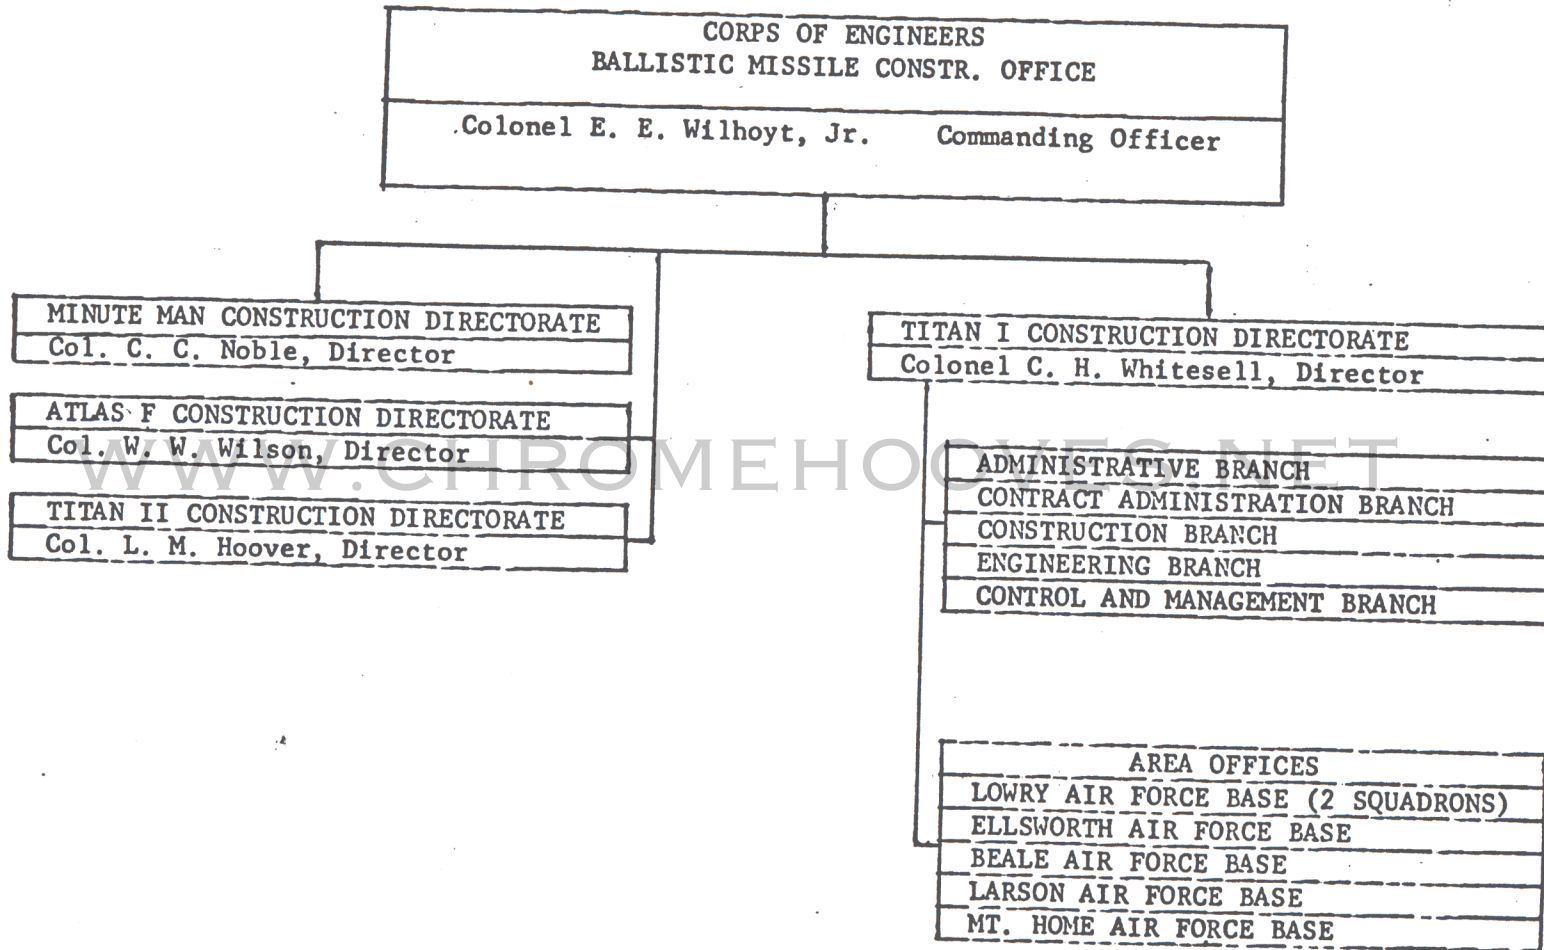 CORPS OF ENGINEERS
BALLISTIC MISSILE CONSTR. OFFICE
Colonel E. E. Wilhoyt, Jr. Commanding Officer
MINUTE MAN CONSTRUCTION DIRECTORATE
Col. C. C. Noble, Director
ATLAS F CONSTRUCTION DIRECTORATE
Col. W. W. Wilson, Director
TITAN II CONSTRUCTION DIRECTORATE
Col. L. M. Hoover, Director
TITAN I CONSTRUCTION DIRECTORATE
Colonel C. H. Whitesell, Director
ADMINISTRATIVE BRANCH
CONTRACT ADMINISTRATION BRANCH
CONSTRUCTION BRANCH
ENGINEERING BRANCH
CONTROL AND MANAGEMENT BRANCH
AREA OFFICES
LOWRY AIR FORCE BASE (2 SQUADRONS)
ELLSWORTH AIR FORCE BASE
BEALE AIR FORCE BASE
LARSON AIR FORCE BASE
MT. HOME AIR FORCE BASE
WWW.CHROMEHOOVES.NET